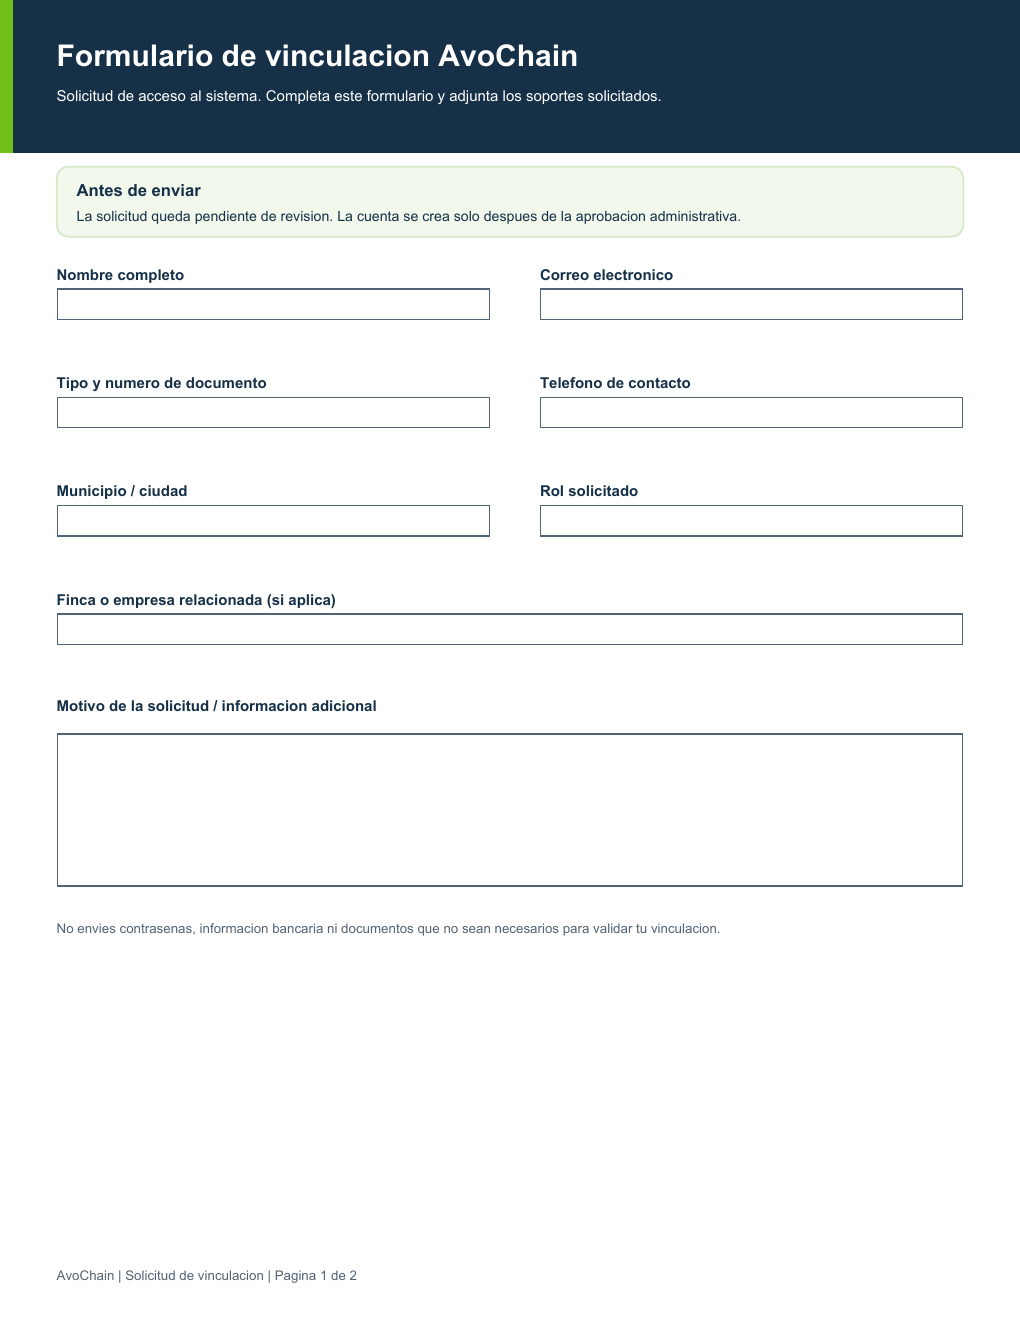 Formulario de vinculacion AvoChain
Solicitud de acceso al sistema. Completa este formulario y adjunta los soportes solicitados.
Antes de enviar
La solicitud queda pendiente de revision. La cuenta se crea solo despues de la aprobacion administrativa.
Nombre completo
Correo electronico
Tipo y numero de documento
Telefono de contacto
Municipio / ciudad
Rol solicitado
Finca o empresa relacionada (si aplica)
Motivo de la solicitud / informacion adicional
No envies contrasenas, informacion bancaria ni documentos que no sean necesarios para validar tu vinculacion.
AvoChain | Solicitud de vinculacion | Pagina 1 de 2